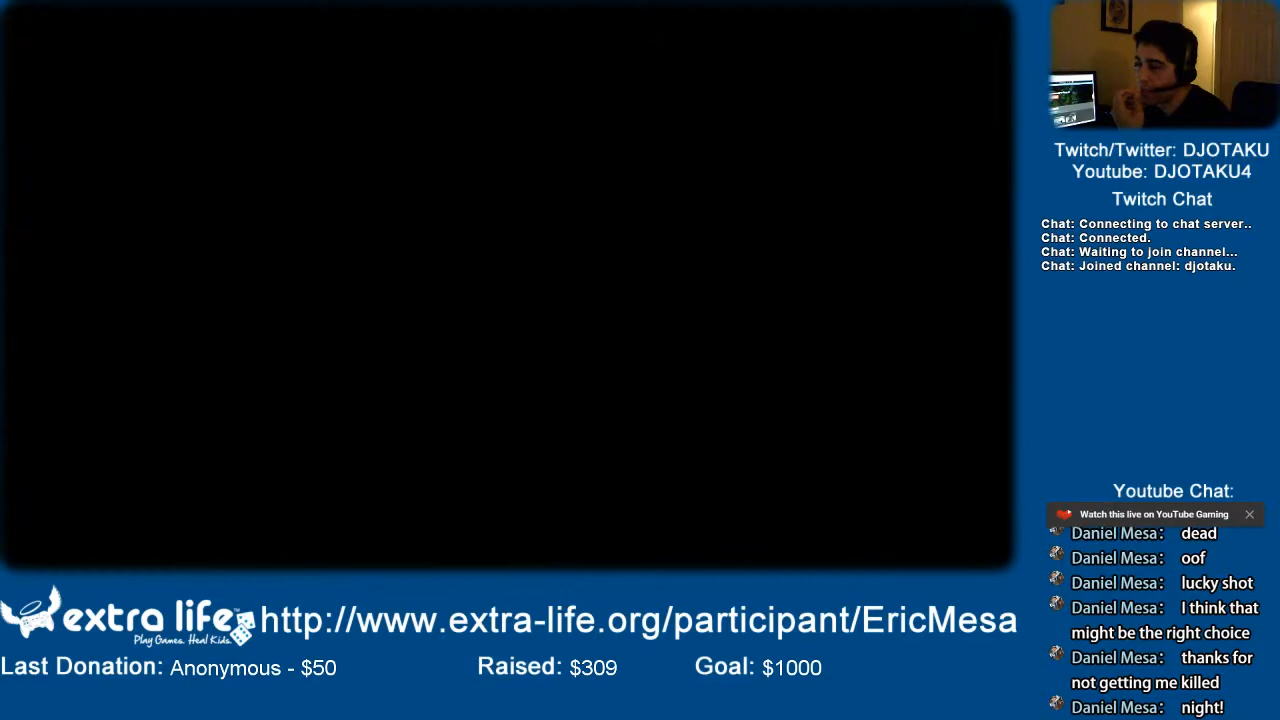 Twitch/Twitter: DJOTAKU
Youtube: DJOTAKU4
Twitch Chat
Chat: Connecting to chat server..
Chat: Connected.
Chat: Waiting to join channel...
Chat: Joined channel: djotaku.
Youtube Chat:
Watch this live on YouTube Gaming
Daniel Mesa: dead
Daniel Mesa: oof
Daniel Mesa: lucky shot
Daniel Mesa: I think that
might be the right choice
Daniel Mesa: thanks for
not getting me killed
Daniel Mesa: night!
extra life™
Play Games. Heal Kids.
http://www.extra-life.org/participant/EricMesa
Last Donation: Anonymous - $50 Raised: $309 Goal: $1000